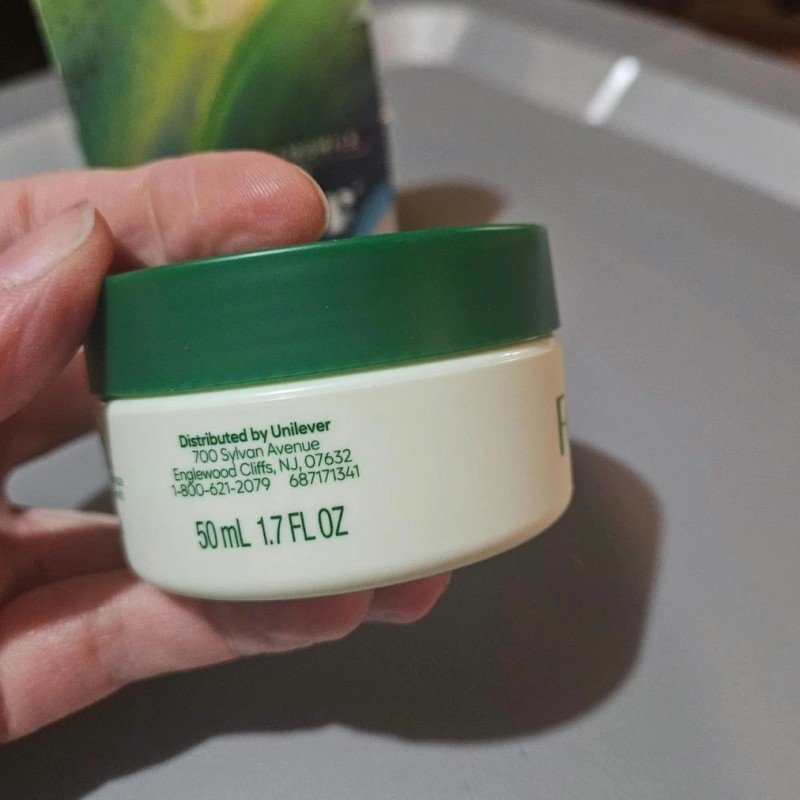 Distributed by Unilever
700 Sylvan Avenue
Englewood Cliffs, NJ, 07632
1-800-621-2079 687171341
50 mL 1.7 FL OZ